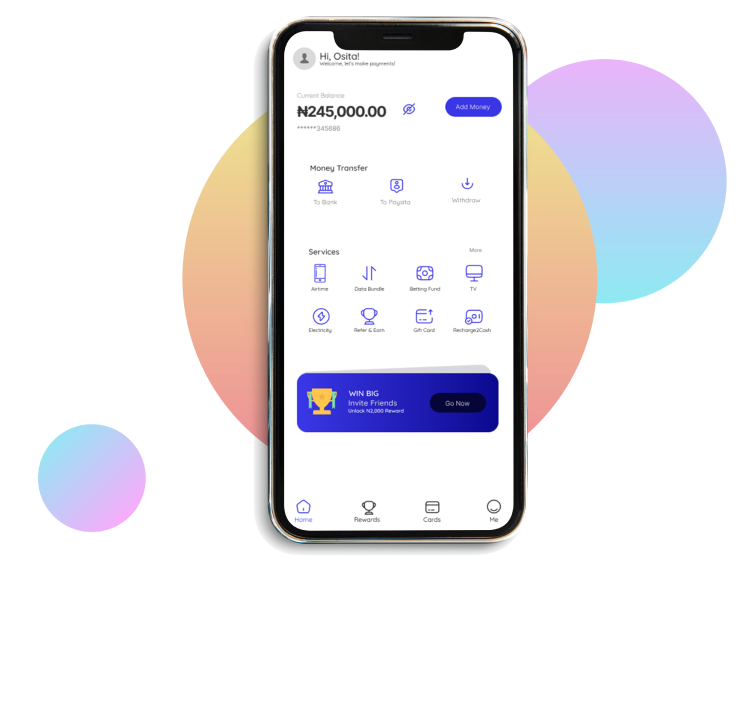 Hi, Osita!
Welcome, let's make payments!
Current Balance
₦245,000.00
Add Money
******345686
Money Transfer
To Bank
To Payota
Withdraw
Services
More
Airtime
Data Bundle
Betting Fund
TV
Electricity
Refer & Earn
Gift Card
Recharge2Cash
WIN BIG
Invite Friends
Unlock N2,000 Reward
Go Now
Home
Rewards
Cards
Me